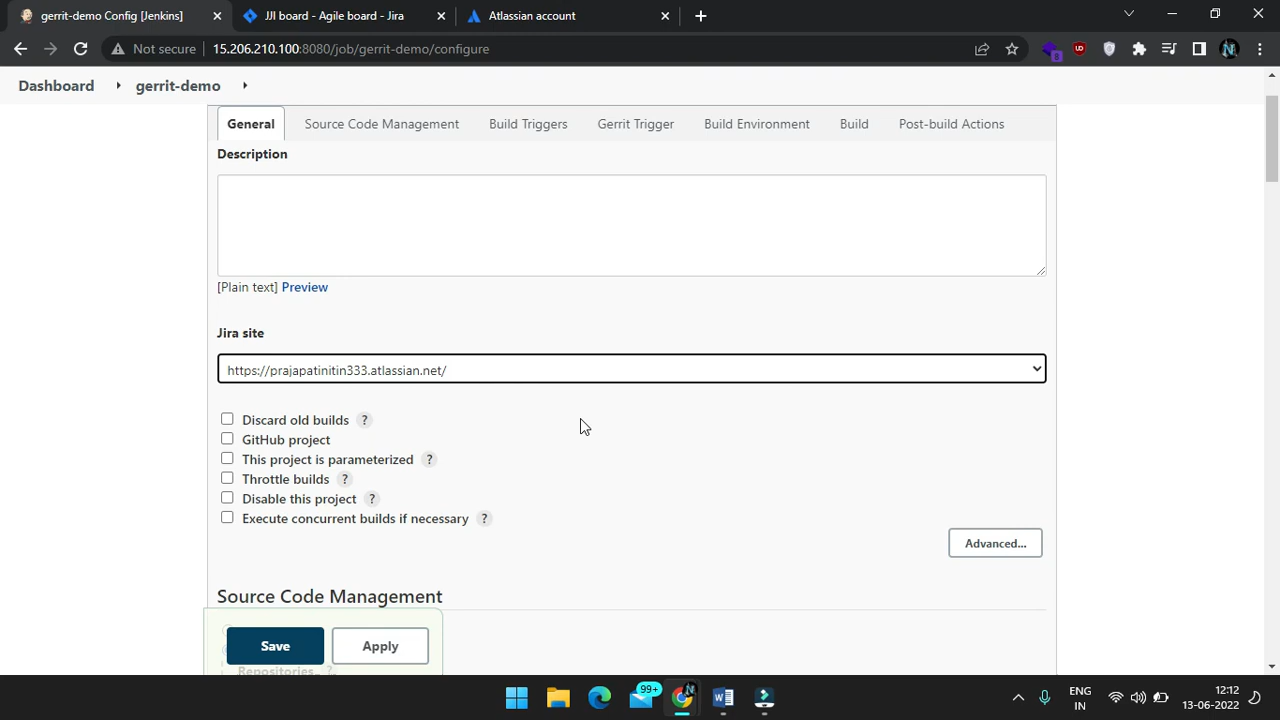 gerrit-demo Config [Jenkins]
JJI board - Agile board - Jira
Atlassian account
Not secure
15.206.210.100:8080/job/gerrit-demo/configure
8
UD
N
Dashboard
gerrit-demo
General
Source Code Management
Build Triggers
Gerrit Trigger
Build Environment
Build
Post-build Actions
Description
[Plain text] Preview
Jira site
https://prajapatinitin333.atlassian.net/
Discard old builds ?
GitHub project
This project is parameterized ?
Throttle builds ?
Disable this project ?
Execute concurrent builds if necessary ?
Advanced...
Source Code Management
Save
Apply
Repositories ?
99+
N
W
ENG
IN
12:12
13-06-2022